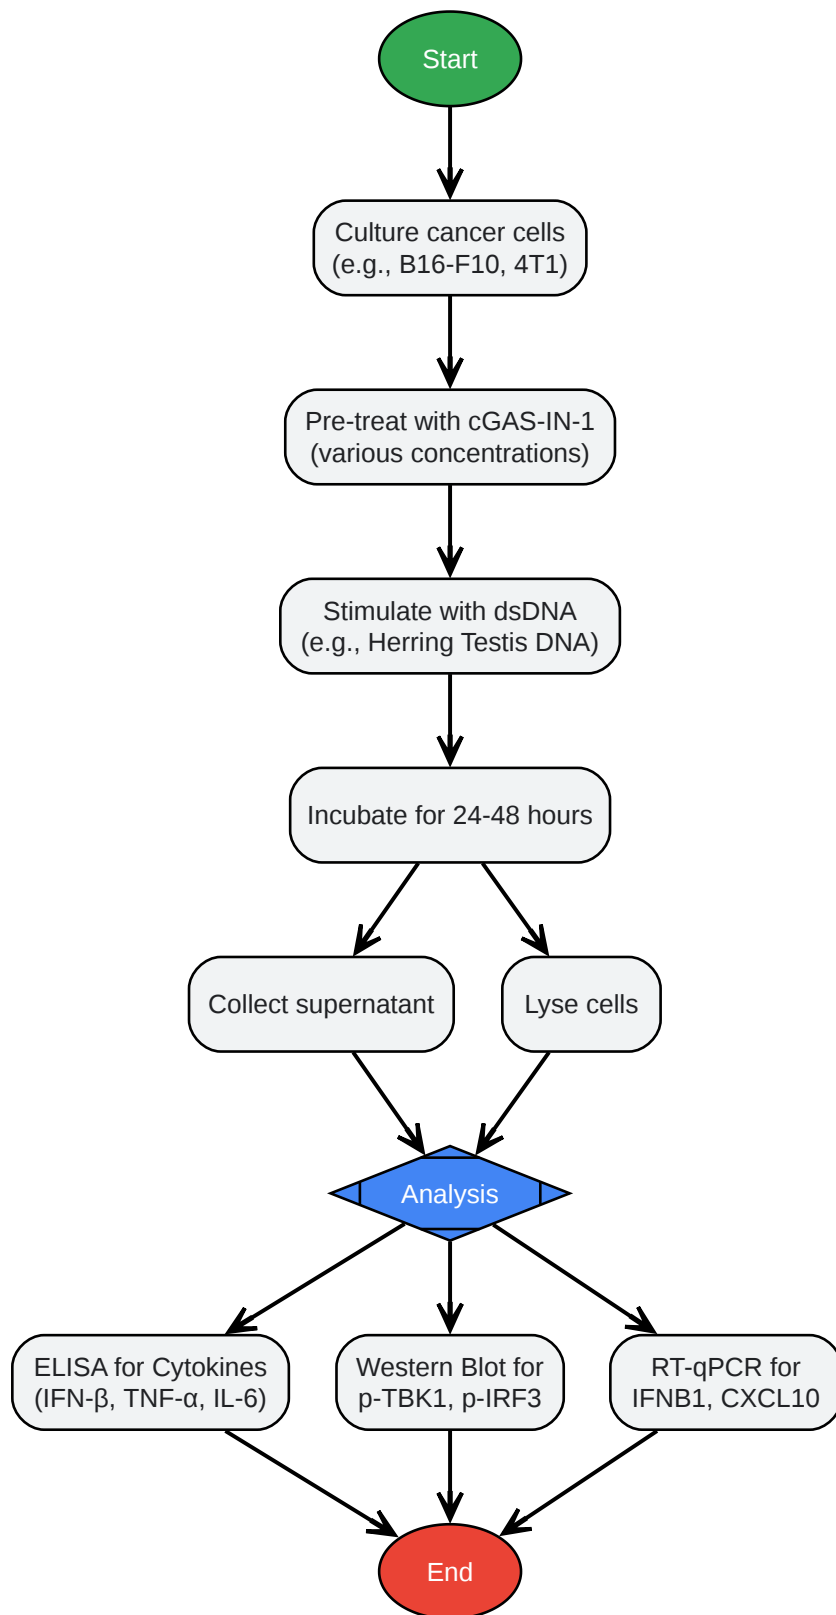 Start
Culture cancer cells
(e.g., B16-F10, 4T1)
Pre-treat with cGAS-IN-1
(various concentrations)
Stimulate with dsDNA
(e.g., Herring Testis DNA)
Incubate for 24-48 hours
Collect supernatant
Lyse cells
Analysis
ELISA for Cytokines
(IFN-β, TNF-α, IL-6)
Western Blot for
p-TBK1, p-IRF3
RT-qPCR for
IFNB1, CXCL10
End